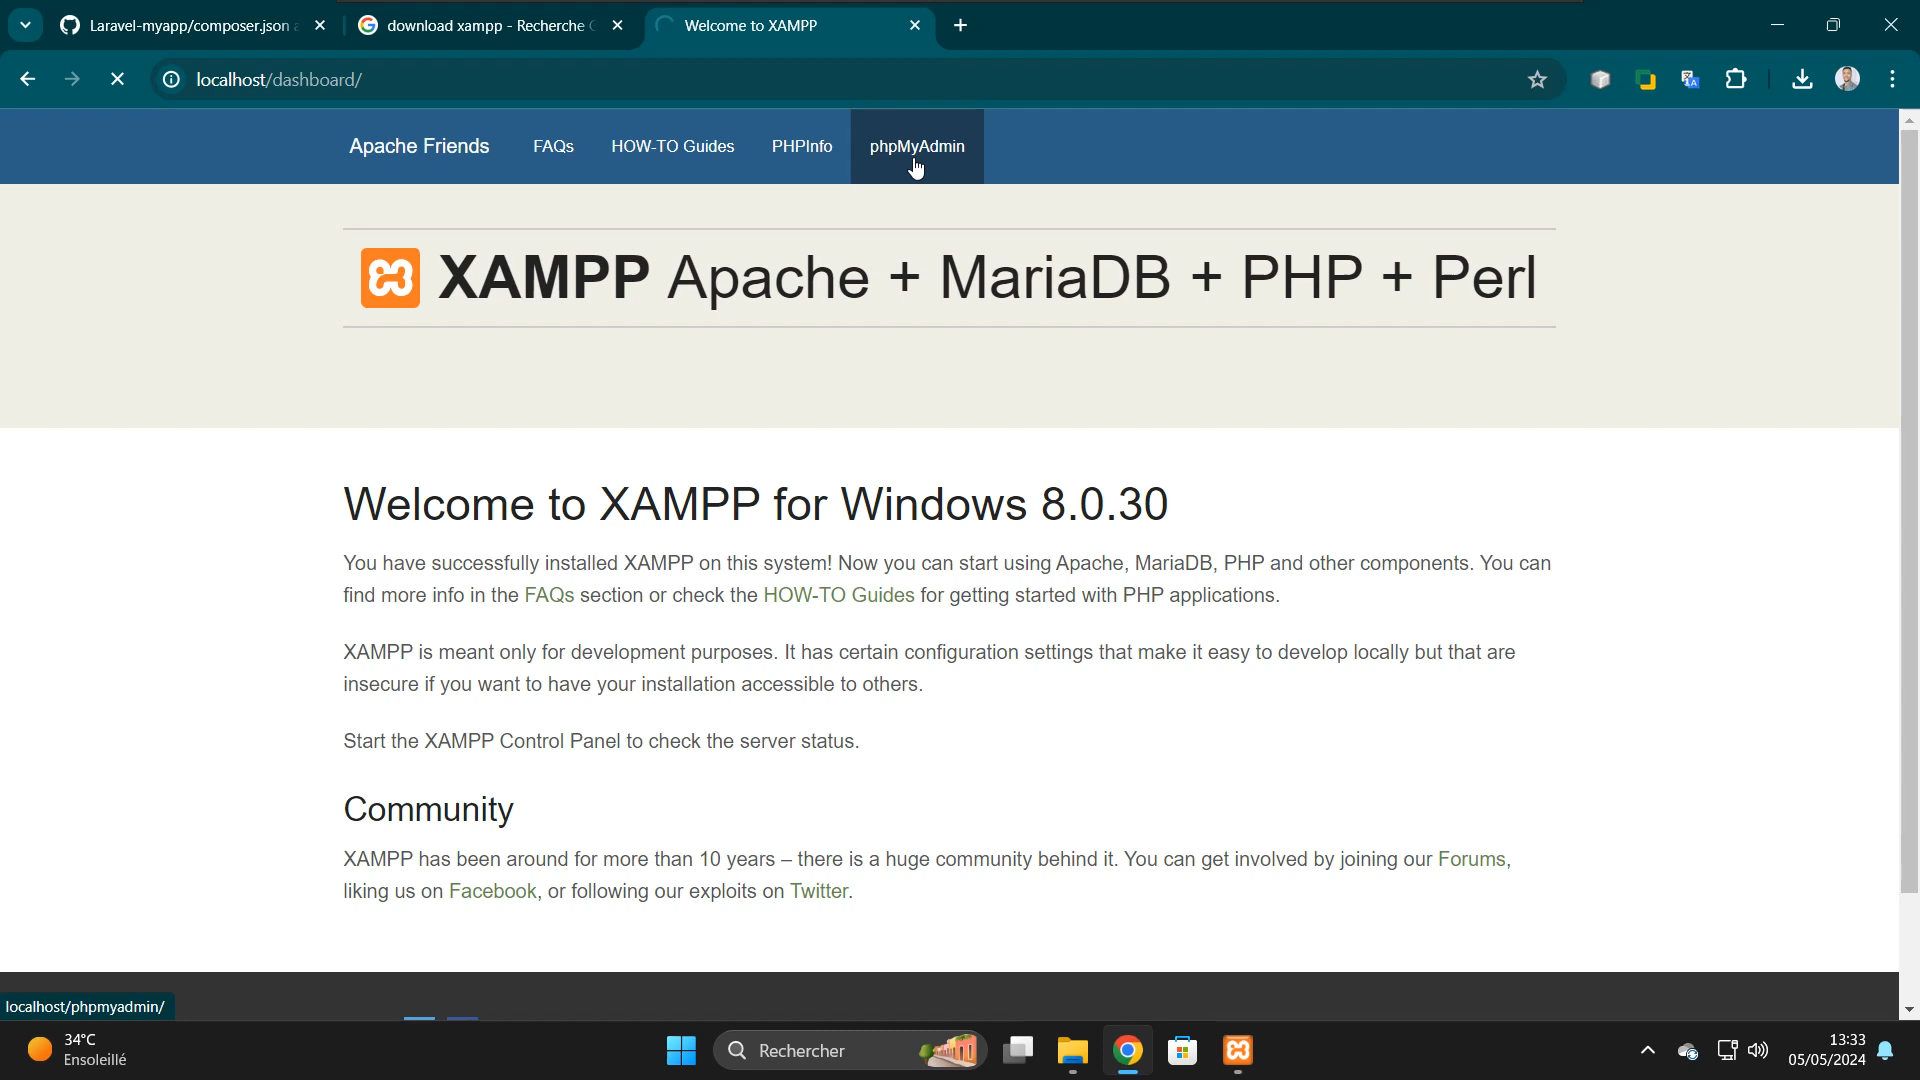 Laravel-myapp/composer.json
download xampp - Recherche
Welcome to XAMPP
localhost/dashboard/
Apache Friends FAQs HOW-TO Guides PHPInfo phpMyAdmin
XAMPP Apache + MariaDB + PHP + Perl
Welcome to XAMPP for Windows 8.0.30
You have successfully installed XAMPP on this system! Now you can start using Apache, MariaDB, PHP and other components. You can
find more info in the FAQs section or check the HOW-TO Guides for getting started with PHP applications.
XAMPP is meant only for development purposes. It has certain configuration settings that make it easy to develop locally but that are
insecure if you want to have your installation accessible to others.
Start the XAMPP Control Panel to check the server status.
Community
XAMPP has been around for more than 10 years – there is a huge community behind it. You can get involved by joining our Forums,
liking us on Facebook, or following our exploits on Twitter.
localhost/phpmyadmin/
34°C
Ensoleillé
Rechercher
13:33
05/05/2024